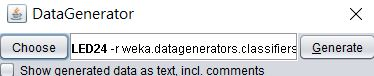 DataGenerator
Choose LED24 -r weka.datagenerators.classifiers Generate
Show generated data as text, incl. comments